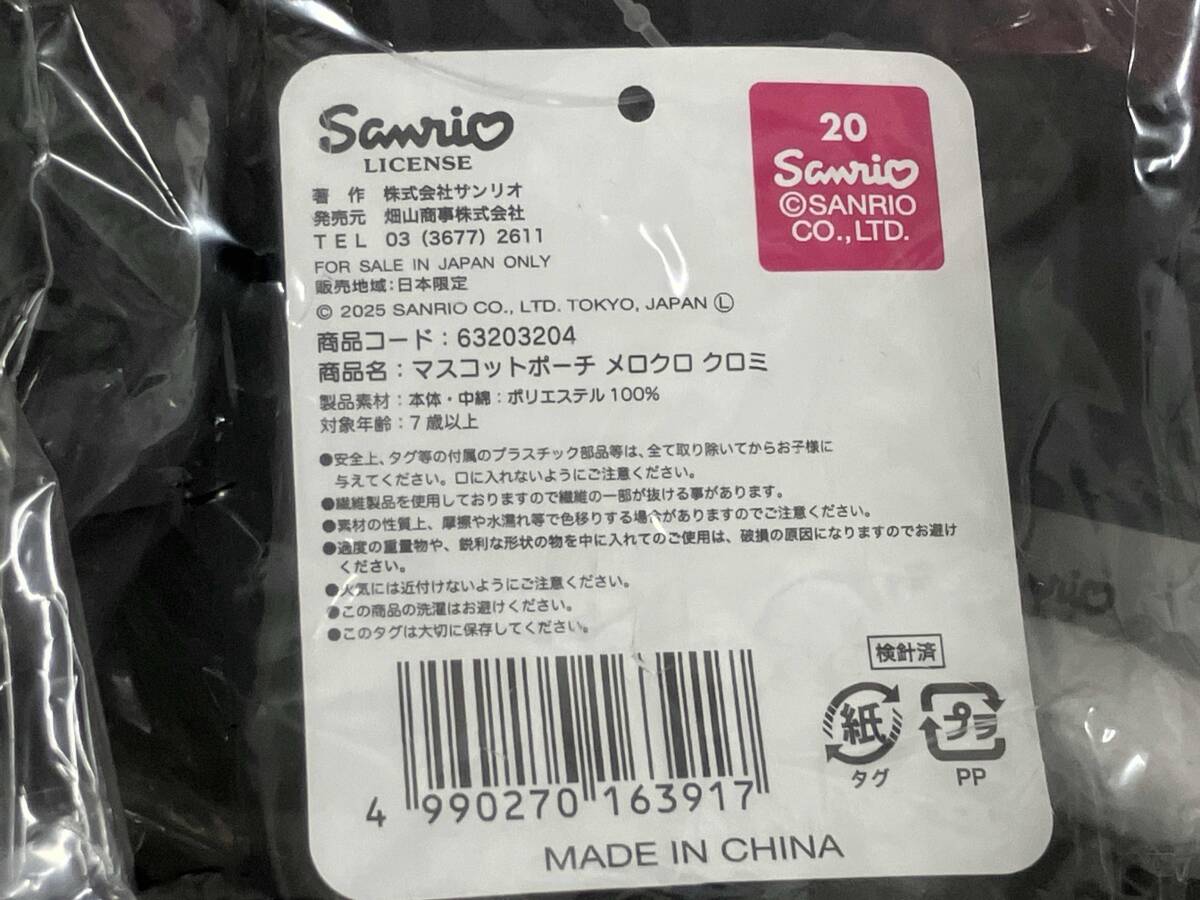 Sanrio
LICENSE
著 作 株式会社サンリオ
発売元 畑山商事株式会社
TEL 03（3677）2611
FOR SALE IN JAPAN ONLY
販売地域：日本限定
© 2025 SANRIO CO., LTD. TOKYO, JAPAN Ⓛ
商品コード：63203204
商品名：マスコットポーチ メロクロ クロミ
製品素材：本体・中綿：ポリエステル100％
対象年齢：7歳以上
●安全上、タグ等の付属のプラスチック部品等は、全て取り除いてからお子様に
与えてください。口に入れないようにご注意ください。
●繊維製品を使用しておりますので繊維の一部が抜ける事があります。
●素材の性質上、摩擦や水濡れ等で色移りする場合がありますのでご注意ください。
●過度の重量物や、鋭利な形状の物を中に入れてのご使用は、破損の原因になりますのでお避け
ください。
●火気には近付けないようにご注意ください。
●この商品の洗濯はお避けください。
●このタグは大切に保存してください。
20
Sanrio
©SANRIO
CO.,LTD.
検針済
紙
タグ
プラ
PP
4 990270 163917
MADE IN CHINA